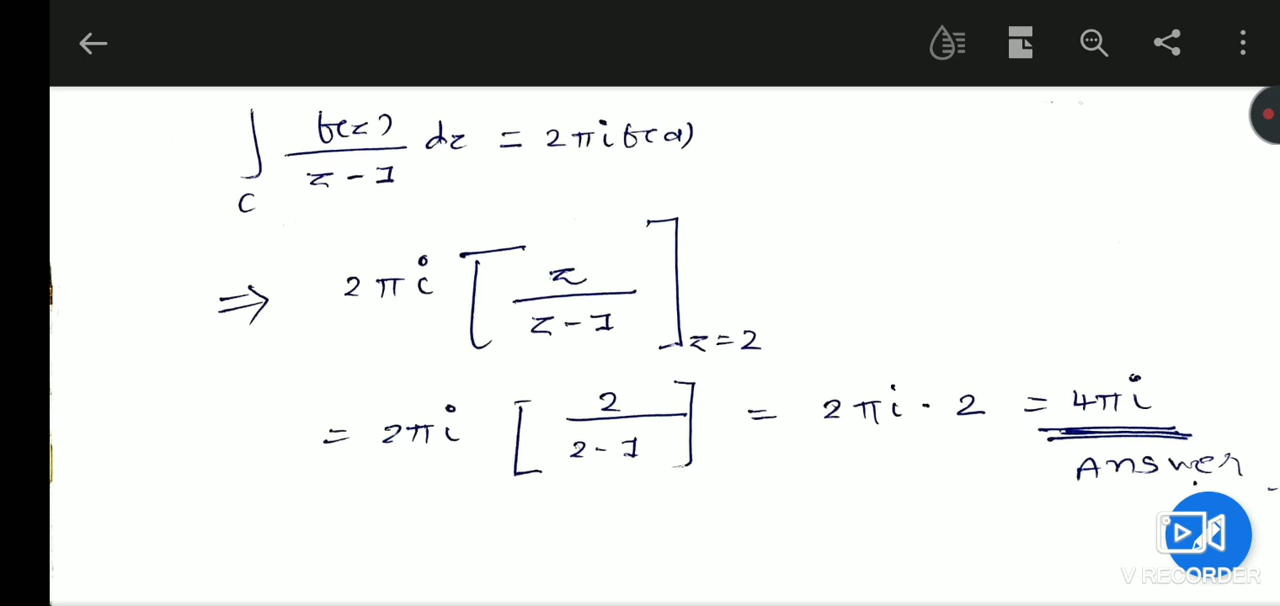 ∫_C f(z)/(z-1) dz = 2πi f(a)
⇒ 2πi [z/(z-1)]_{z=2}
= 2πi [2/(2-1)] = 2πi · 2 = 4πi
Answer
V RECORDER